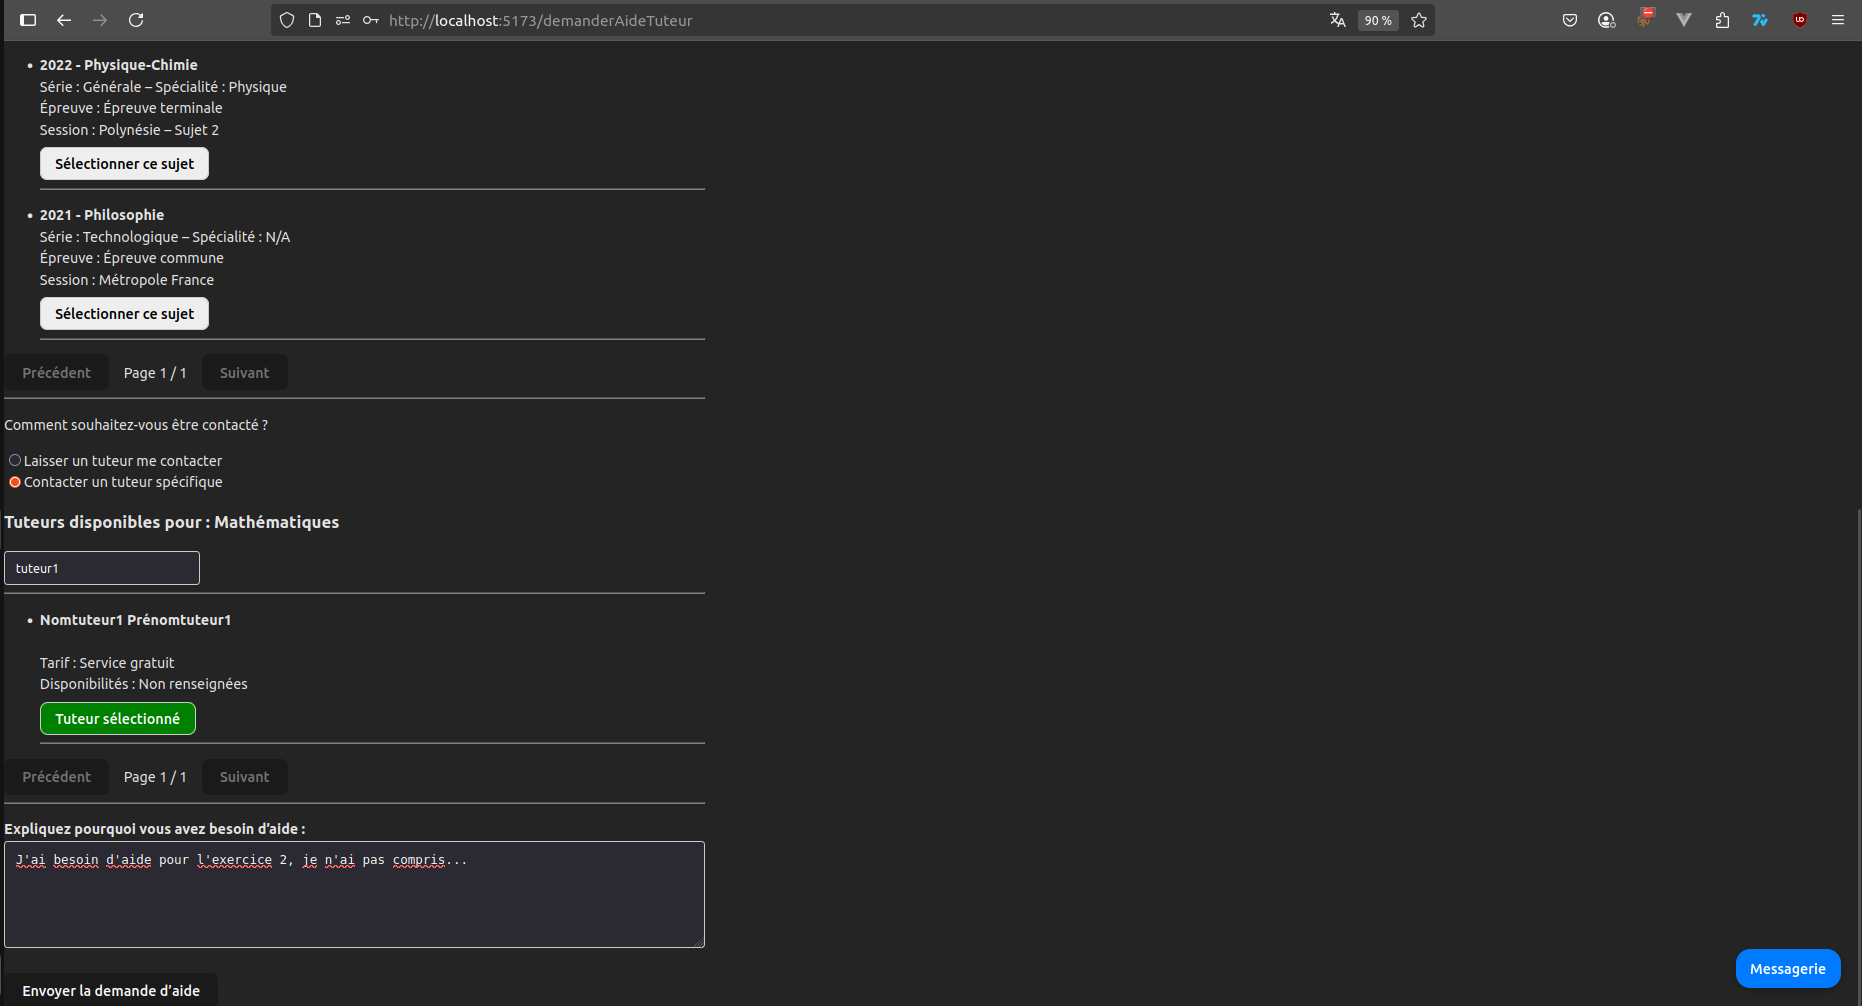 http://localhost:5173/demanderAideTuteur
90 %
2022 - Physique-Chimie
Série : Générale – Spécialité : Physique
Épreuve : Épreuve terminale
Session : Polynésie – Sujet 2
Sélectionner ce sujet
2021 - Philosophie
Série : Technologique – Spécialité : N/A
Épreuve : Épreuve commune
Session : Métropole France
Sélectionner ce sujet
Précédent Page 1 / 1 Suivant
Comment souhaitez-vous être contacté ?
Laisser un tuteur me contacter
Contacter un tuteur spécifique
Tuteurs disponibles pour : Mathématiques
tuteur1
Nomtuteur1 Prénomtuteur1
Tarif : Service gratuit
Disponibilités : Non renseignées
Tuteur sélectionné
Précédent Page 1 / 1 Suivant
Expliquez pourquoi vous avez besoin d’aide :
J'ai besoin d'aide pour l'exercice 2, je n'ai pas compris...
Messagerie
Envoyer la demande d’aide